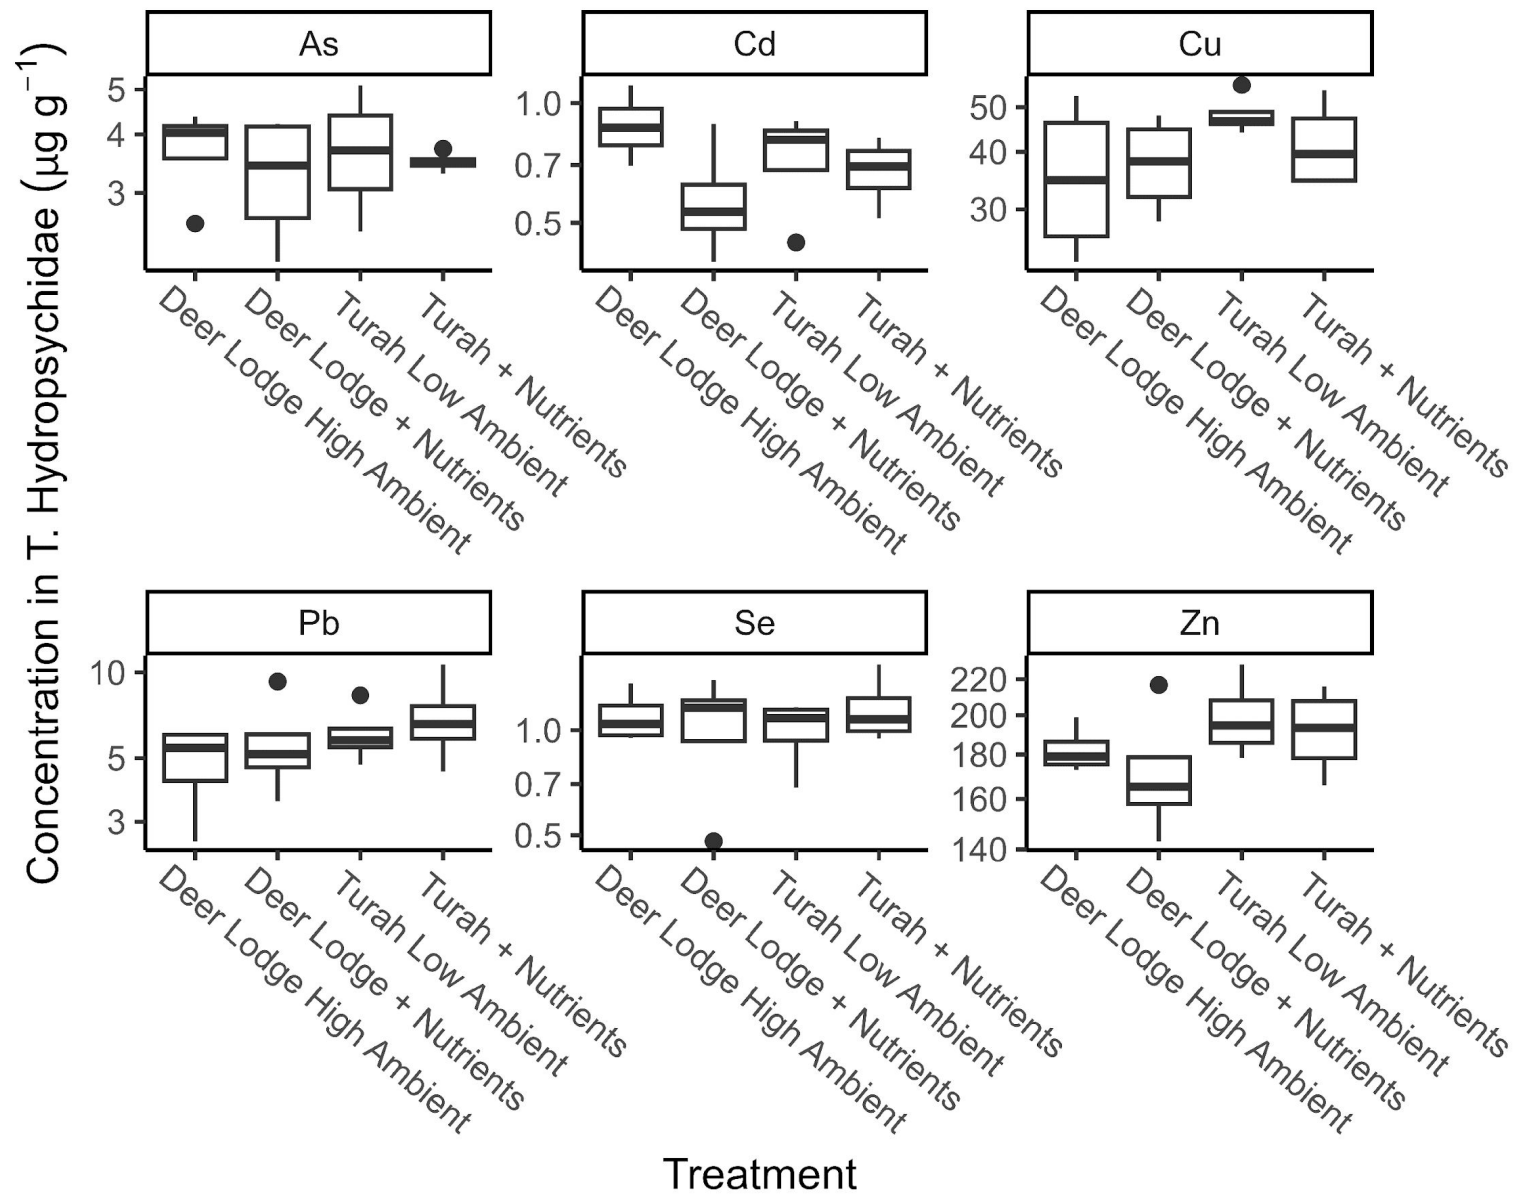 Concentration in T. Hydropsychidae (µg g⁻¹)
As
5
4
3
Deer Lodge High Ambient
Deer Lodge + Nutrients
Turah Low Ambient
Turah + Nutrients
Cd
1.0
0.7
0.5
Deer Lodge High Ambient
Deer Lodge + Nutrients
Turah Low Ambient
Turah + Nutrients
Cu
50
40
30
Deer Lodge High Ambient
Deer Lodge + Nutrients
Turah Low Ambient
Turah + Nutrients
Pb
10
5
3
Deer Lodge High Ambient
Deer Lodge + Nutrients
Turah Low Ambient
Turah + Nutrients
Se
1.0
0.7
0.5
Deer Lodge High Ambient
Deer Lodge + Nutrients
Turah Low Ambient
Turah + Nutrients
Zn
220
200
180
160
140
Deer Lodge High Ambient
Deer Lodge + Nutrients
Turah Low Ambient
Turah + Nutrients
Treatment